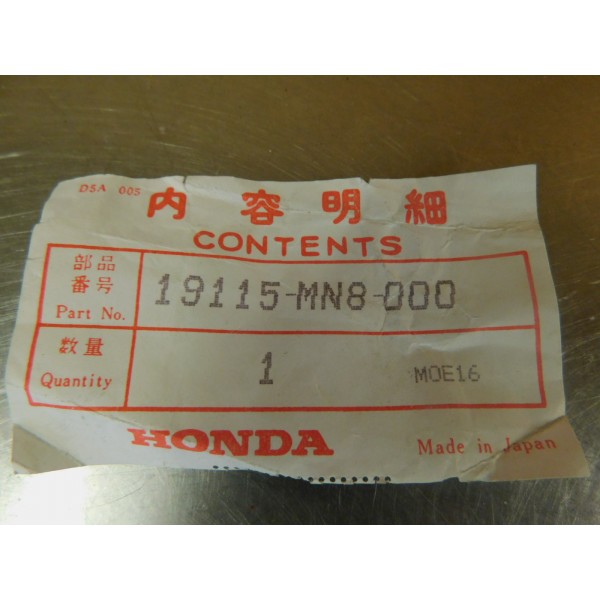 DSA 005
内容明細
CONTENTS
部品
番号
Part No.
19115-MN8-000
数量
Quantity
1
MOE16
HONDA
Made in Japan